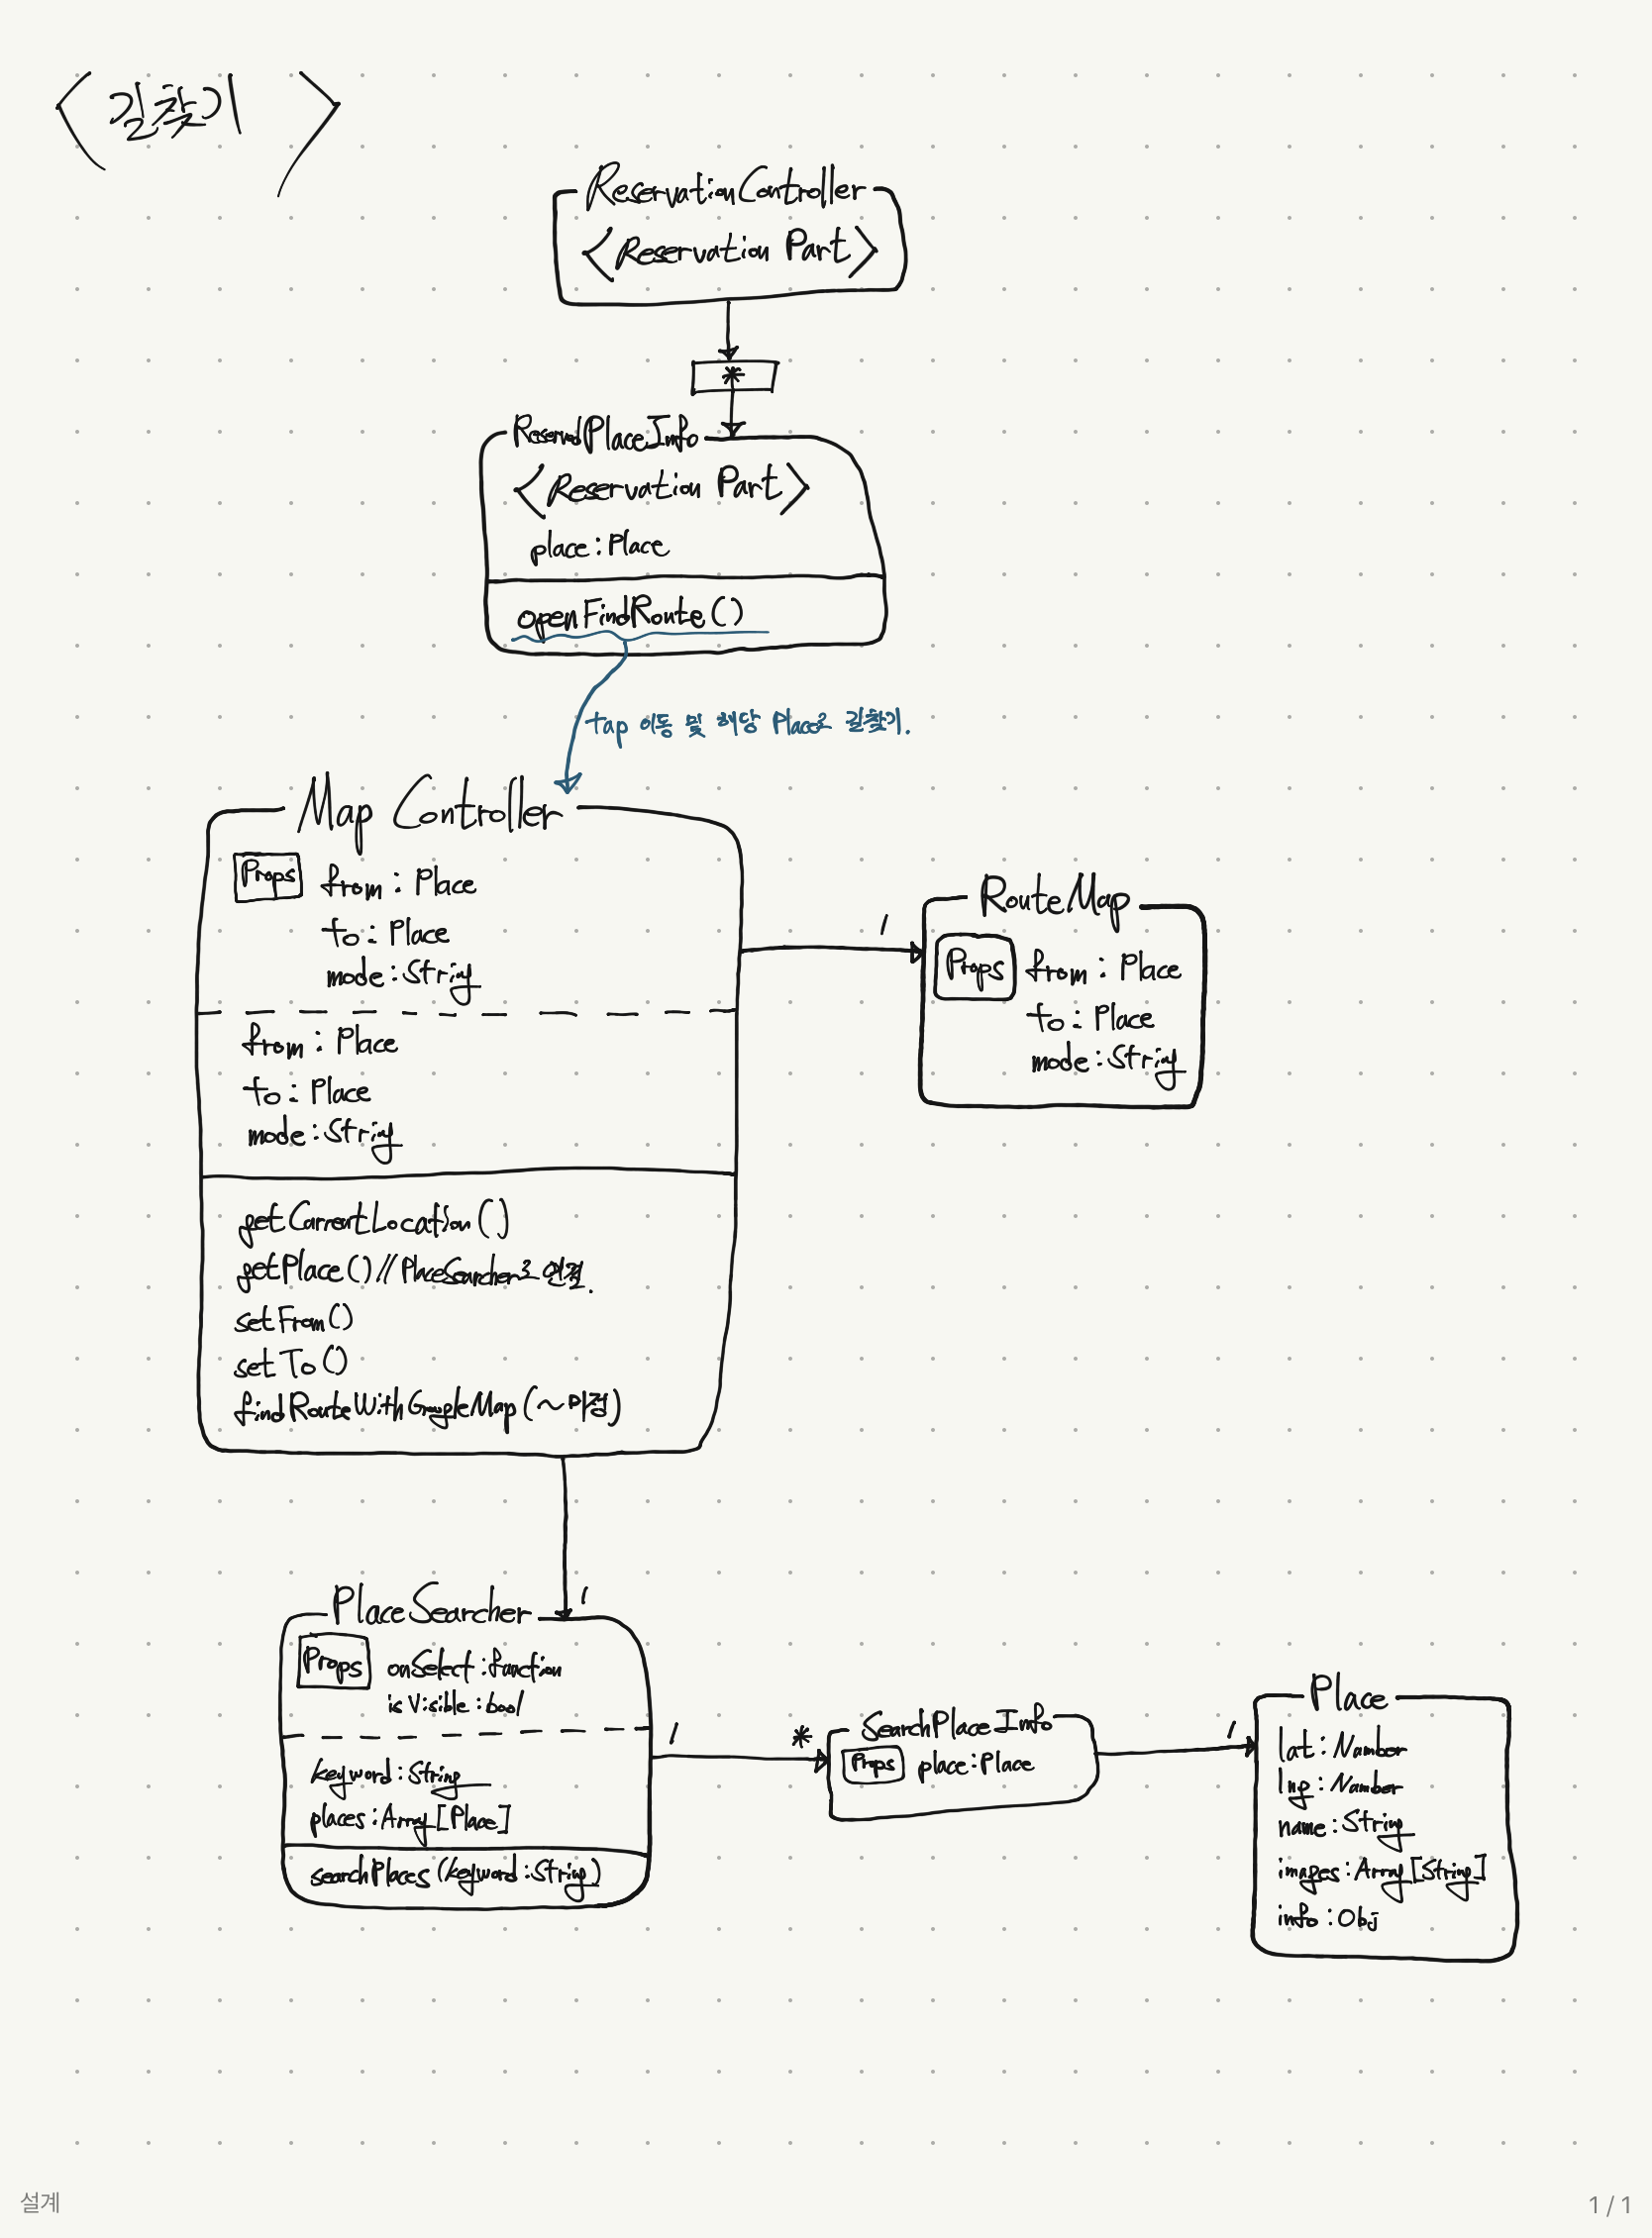 <길찾기>
ReservationController
<Reservation Part>
*
ReservedPlaceInfo
<Reservation Part>
place : Place
openFindRoute()
tap 이동 및 해당 Place로 길찾기.
Map Controller
Props from : Place
to : Place
mode : String
from : Place
to : Place
mode : String
getCurrentLocation()
getPlace() // PlaceSearcher로 연결.
setFrom()
setTo()
findRouteWithGoogleMap(~미정)
1
RouteMap
Props from : Place
to : Place
mode : String
1
PlaceSearcher
Props onSelect : function
isVisible : bool
keyword : String
places : Array[Place]
searchPlaces(keyword : String)
1
*
SearchPlaceInfo
Props place : Place
1
Place
lat : Number
lng : Number
name : String
images : Array[String]
info : Obj
설계
1 / 1